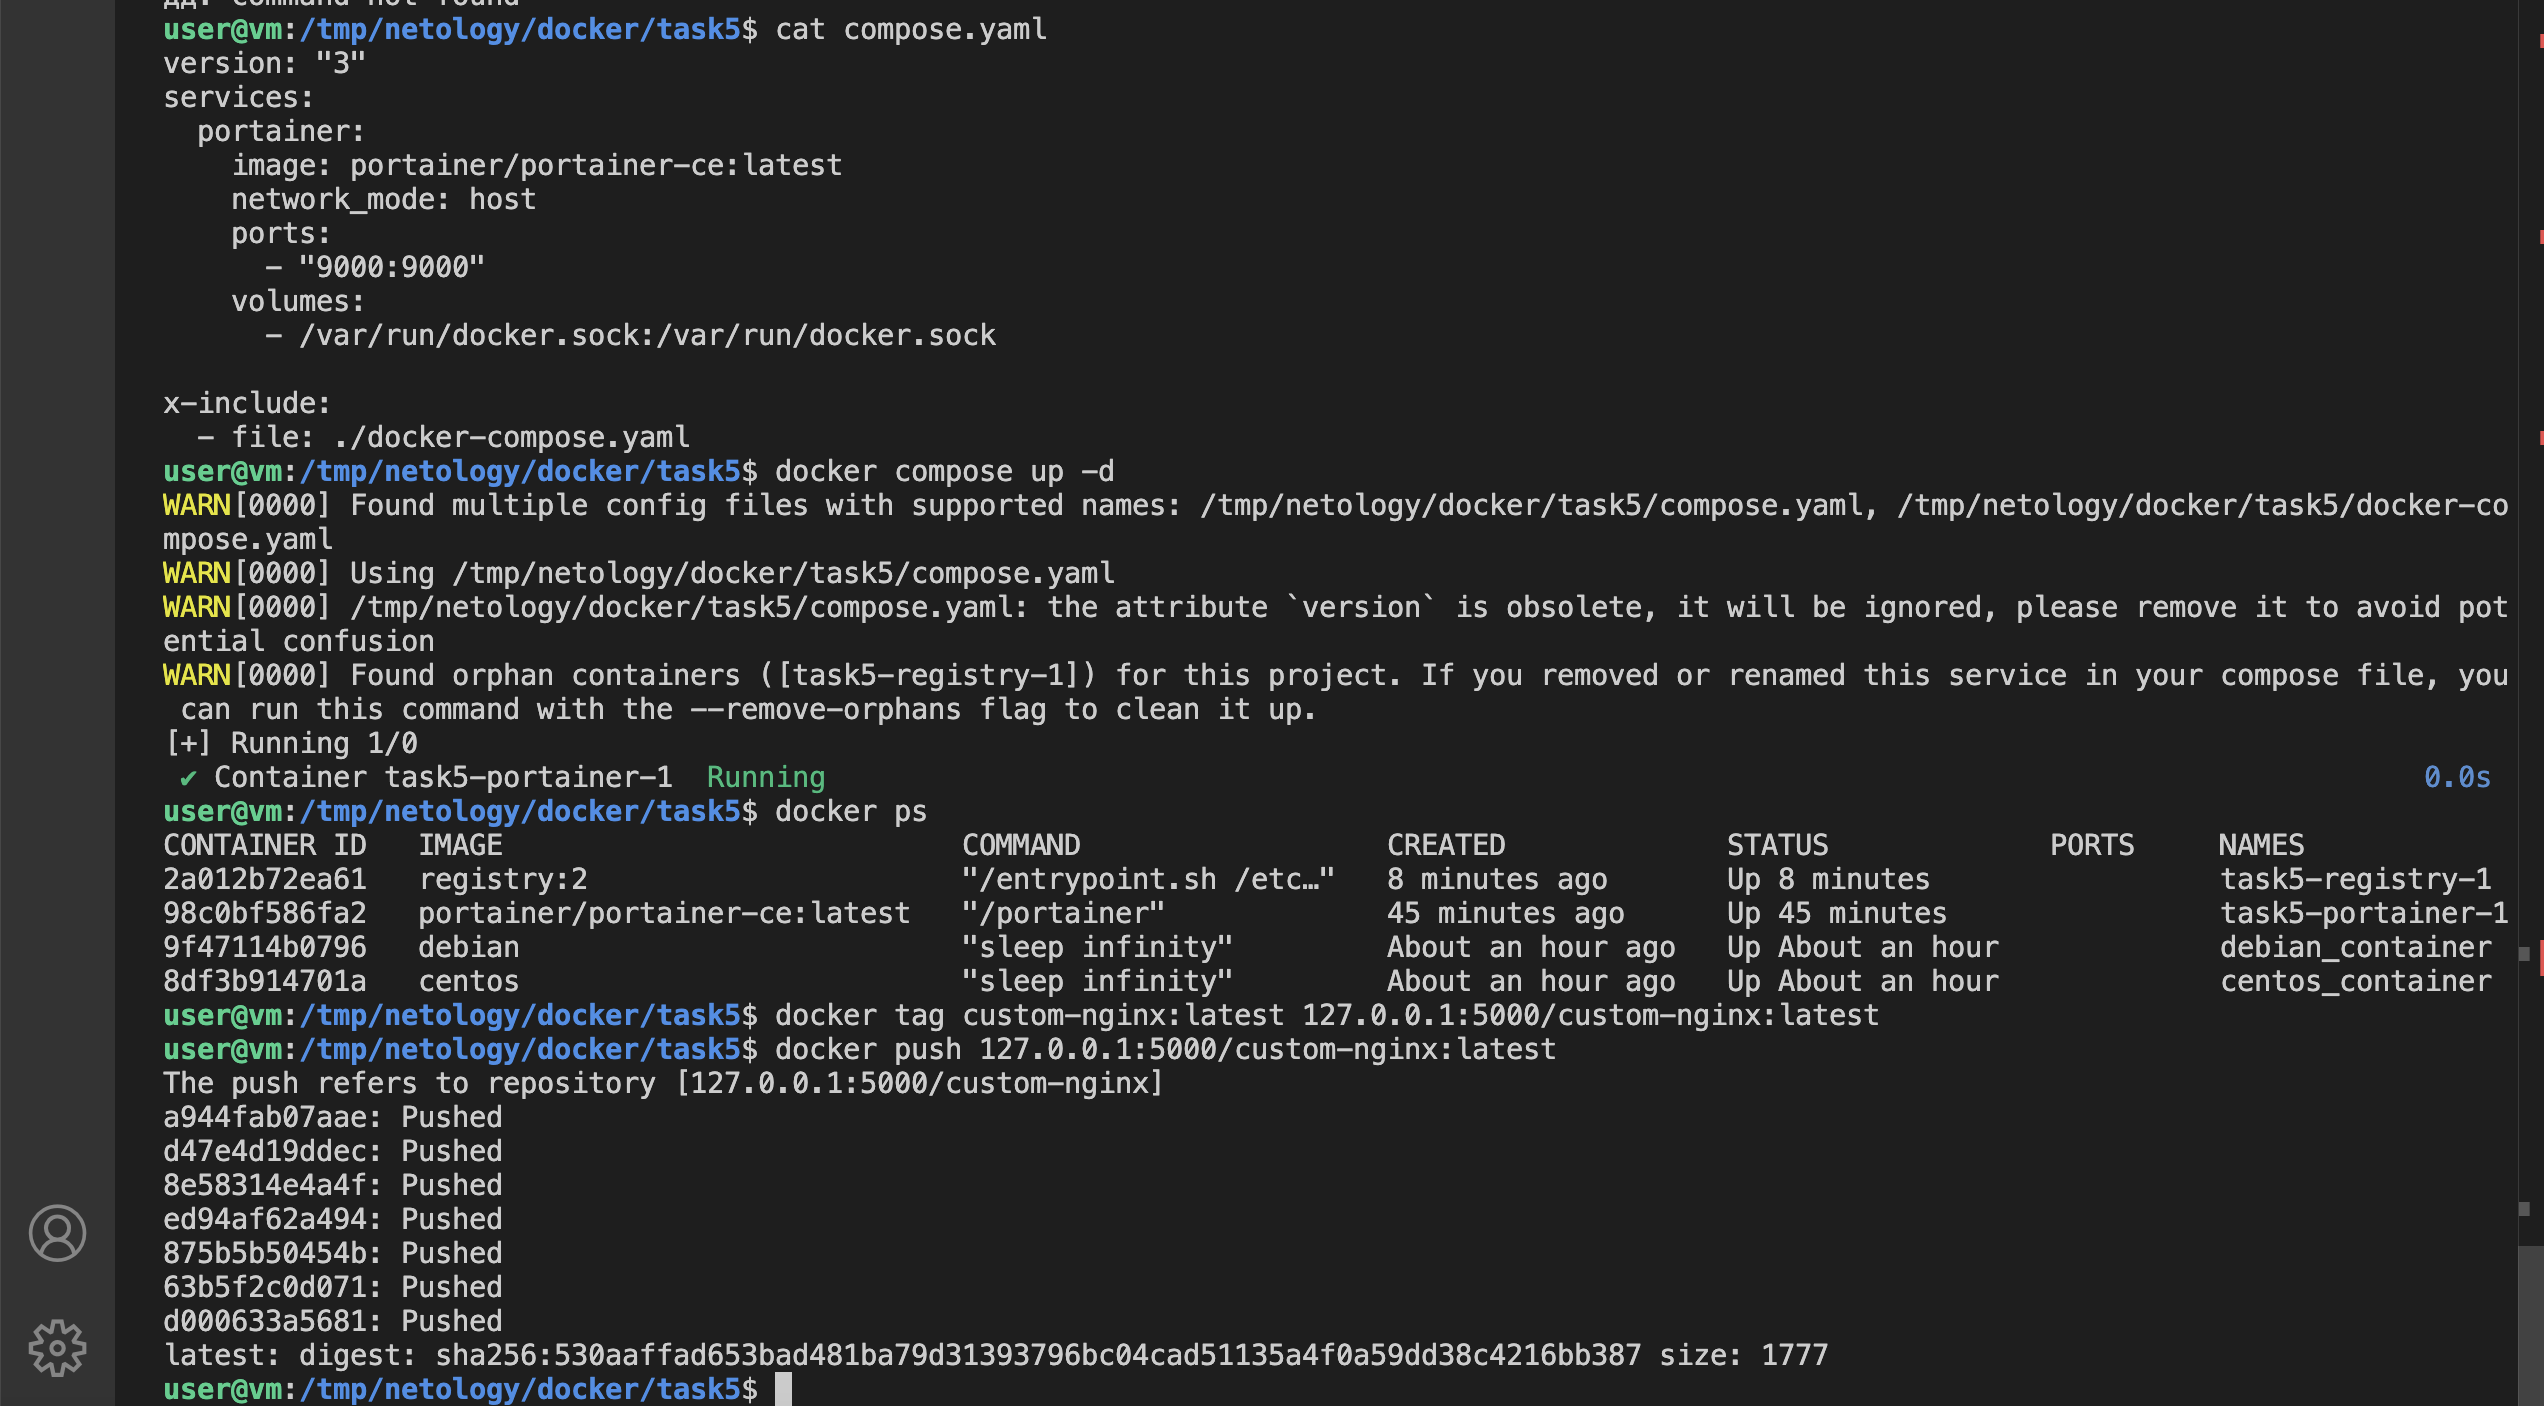 дд: command not found
user@vm:/tmp/netology/docker/task5$ cat compose.yaml
version: "3"
services:
  portainer:
    image: portainer/portainer-ce:latest
    network_mode: host
    ports:
      - "9000:9000"
    volumes:
      - /var/run/docker.sock:/var/run/docker.sock

x-include:
  - file: ./docker-compose.yaml
user@vm:/tmp/netology/docker/task5$ docker compose up -d
WARN[0000] Found multiple config files with supported names: /tmp/netology/docker/task5/compose.yaml, /tmp/netology/docker/task5/docker-co
mpose.yaml
WARN[0000] Using /tmp/netology/docker/task5/compose.yaml
WARN[0000] /tmp/netology/docker/task5/compose.yaml: the attribute `version` is obsolete, it will be ignored, please remove it to avoid pot
ential confusion
WARN[0000] Found orphan containers ([task5-registry-1]) for this project. If you removed or renamed this service in your compose file, you
 can run this command with the --remove-orphans flag to clean it up.
[+] Running 1/0
 ✔ Container task5-portainer-1  Running 0.0s
user@vm:/tmp/netology/docker/task5$ docker ps
CONTAINER ID   IMAGE                           COMMAND                  CREATED             STATUS             PORTS     NAMES
2a012b72ea61   registry:2                      "/entrypoint.sh /etc…"   8 minutes ago       Up 8 minutes                 task5-registry-1
98c0bf586fa2   portainer/portainer-ce:latest   "/portainer"             45 minutes ago      Up 45 minutes                task5-portainer-1
9f47114b0796   debian                          "sleep infinity"         About an hour ago   Up About an hour             debian_container
8df3b914701a   centos                          "sleep infinity"         About an hour ago   Up About an hour             centos_container
user@vm:/tmp/netology/docker/task5$ docker tag custom-nginx:latest 127.0.0.1:5000/custom-nginx:latest
user@vm:/tmp/netology/docker/task5$ docker push 127.0.0.1:5000/custom-nginx:latest
The push refers to repository [127.0.0.1:5000/custom-nginx]
a944fab07aae: Pushed
d47e4d19ddec: Pushed
8e58314e4a4f: Pushed
ed94af62a494: Pushed
875b5b50454b: Pushed
63b5f2c0d071: Pushed
d000633a5681: Pushed
latest: digest: sha256:530aaffad653bad481ba79d31393796bc04cad51135a4f0a59dd38c4216bb387 size: 1777
user@vm:/tmp/netology/docker/task5$